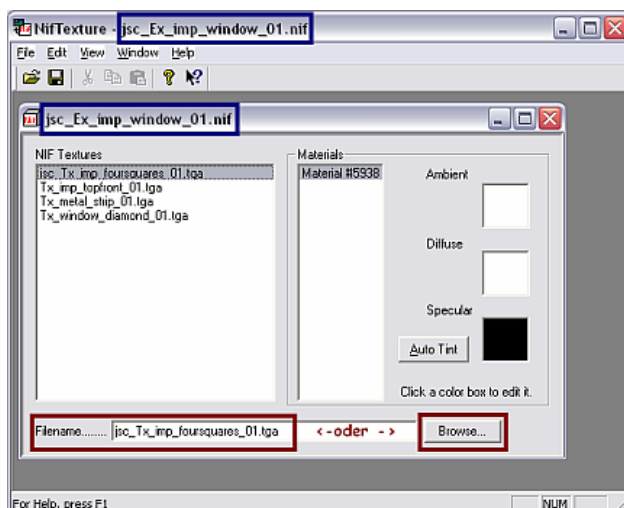 NifTexture - jsc_Ex_imp_window_01.nif
File Edit View Window Help
jsc_Ex_imp_window_01.nif
NIF Textures
jsc_Tx_imp_foursquares_01.tga
Tx_imp_topfront_01.tga
Tx_metal_strip_01.tga
Tx_window_diamond_01.tga
Materials
Material #5938
Ambient
Diffuse
Specular
Auto Tint
Click a color box to edit it.
Filename........ jsc_Tx_imp_foursquares_01.tga <-oder -> Browse...
For Help, press F1 NUM